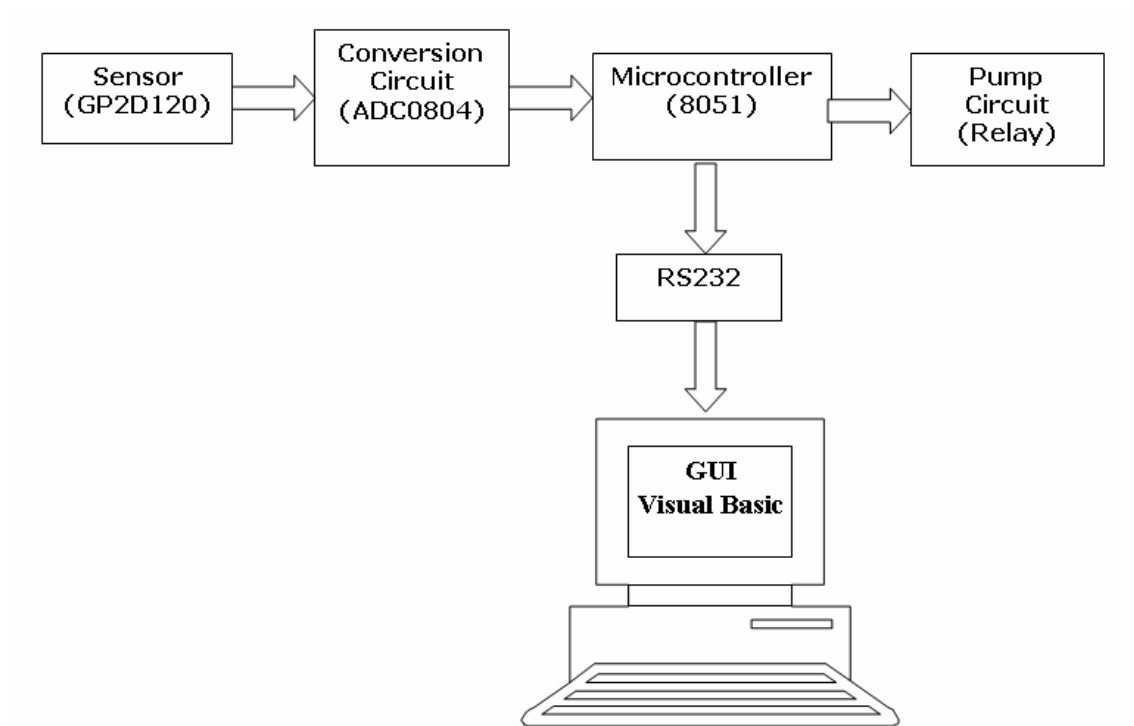 Sensor
(GP2D120)
Conversion
Circuit
(ADC0804)
Microcontroller
(8051)
Pump
Circuit
(Relay)
RS232
GUI
Visual Basic